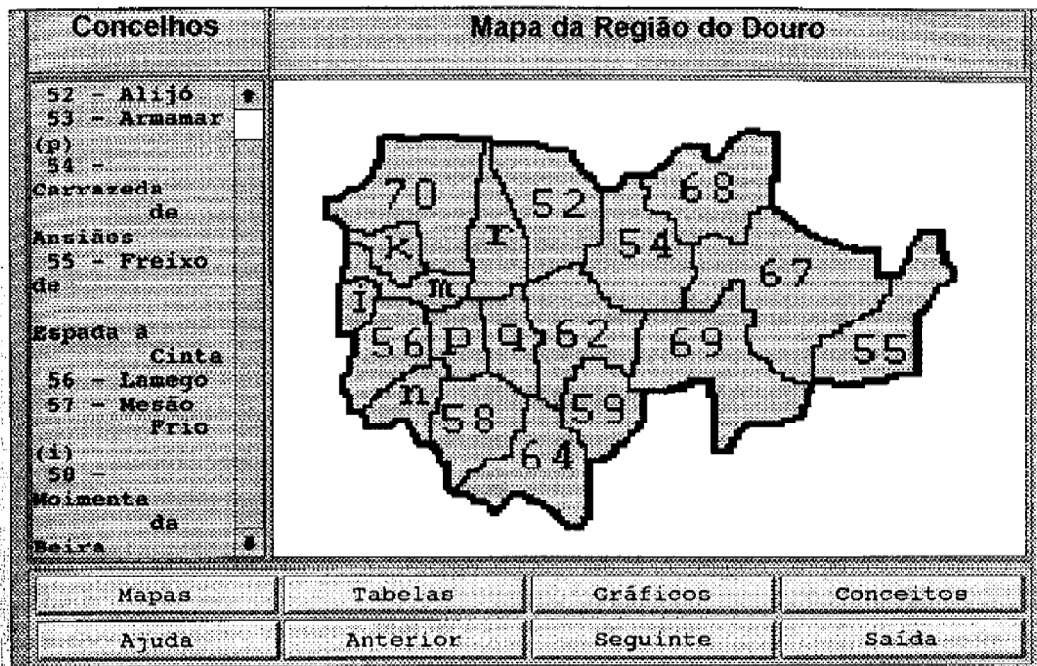 Concelhos
Mapa da Região do Douro
52 - Alijó
53 - Armamar
(p)
54 -
Carrazeda
de
Ansiãos
55 - Freixo
de
Espada à
Cinta
56 - Lamego
57 - Mesão
Frio
(i)
58 -
Moimenta
da
Beira
70
52
68
k
r
54
67
i
m
56
p
q
62
69
55
n
58
59
64
Mapas
Tabelas
Gráficos
Conceitos
Ajuda
Anterior
Seguinte
Saída